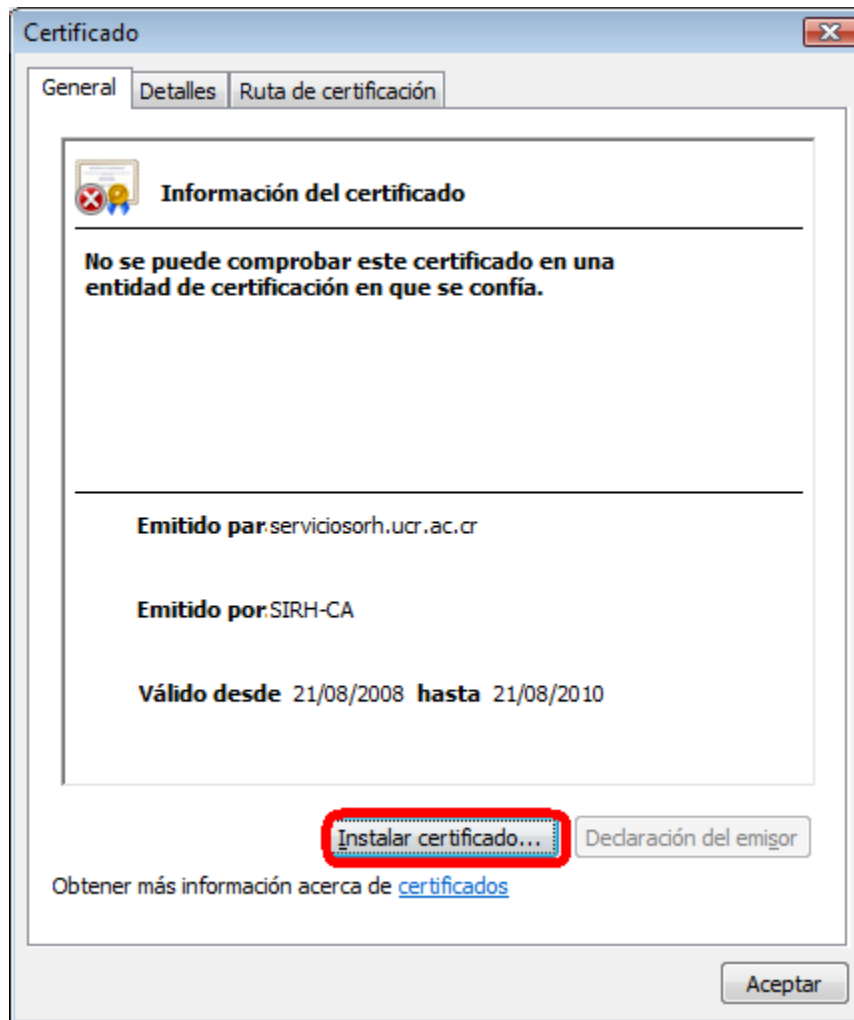 Certificado
General Detalles Ruta de certificación
Información del certificado
No se puede comprobar este certificado en una
entidad de certificación en que se confía.
Emitido par serviciosorh.ucr.ac.cr
Emitido por SIRH-CA
Válido desde 21/08/2008 hasta 21/08/2010
Instalar certificado... Declaración del emisor
Obtener más información acerca de certificados
Aceptar